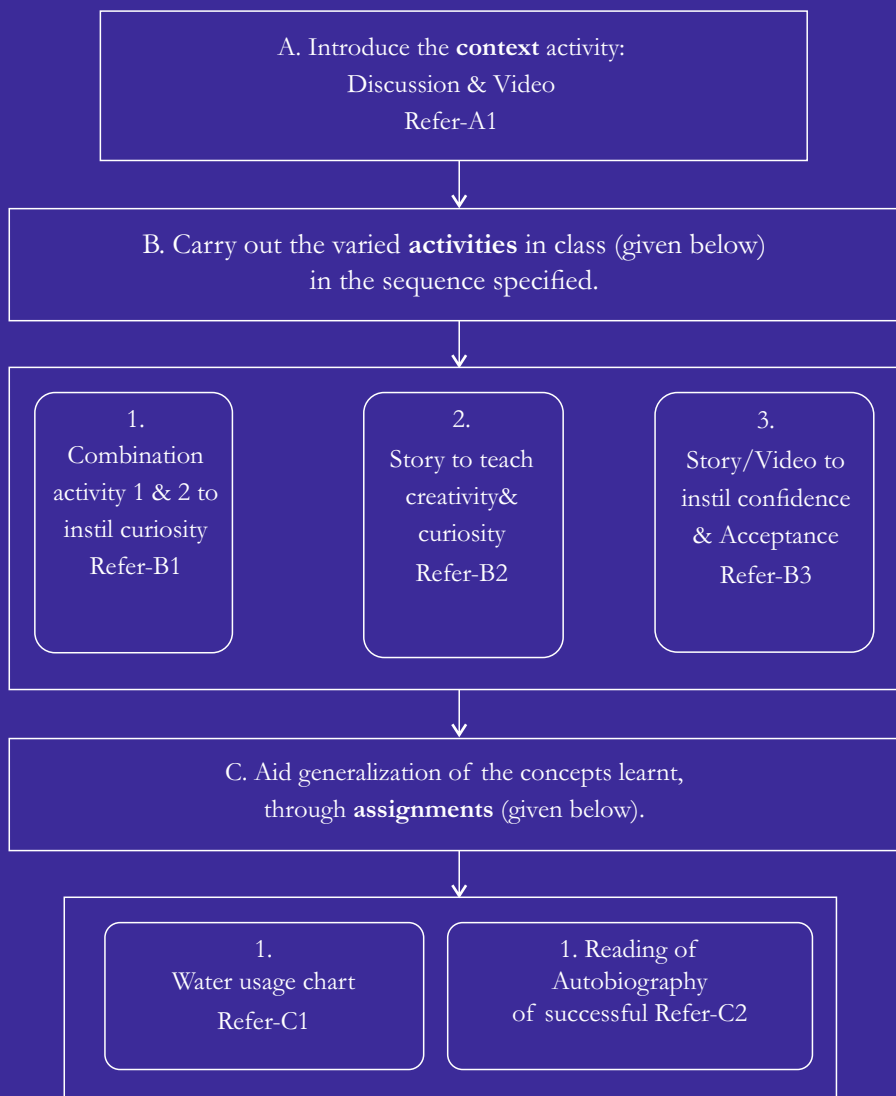 A. Introduce the context activity:
Discussion & Video
Refer-A1
B. Carry out the varied activities in class (given below)
in the sequence specified.
1.
Combination
activity 1 & 2 to
instil curiosity
Refer-B1
2.
Story to teach
creativity&
curiosity
Refer-B2
3.
Story/Video to
instil confidence
& Acceptance
Refer-B3
C. Aid generalization of the concepts learnt,
through assignments (given below).
1.
Water usage chart
Refer-C1
1. Reading of
Autobiography
of successful Refer-C2